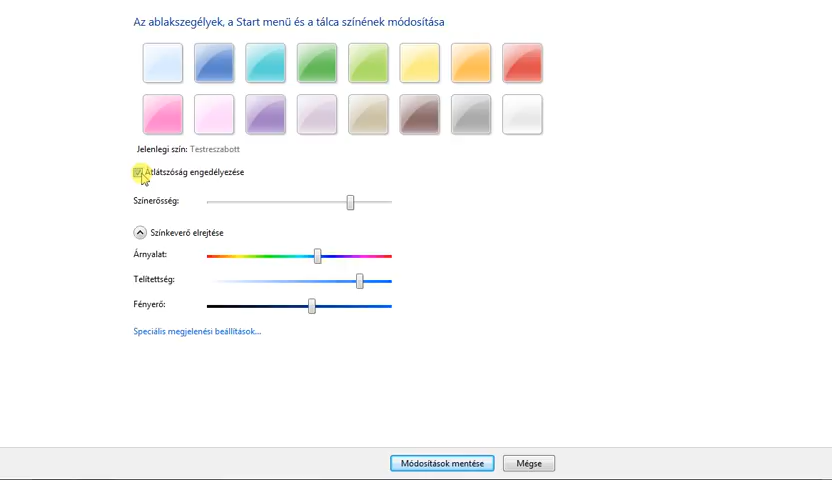 Az ablakszegélyek, a Start menü és a tálca színének módosítása
Jelenlegi szín: Testreszabott
Átlátszóság engedélyezése
Színerősség:
Színkeverő elrejtése
Árnyalat:
Telítettség:
Fényerő:
Speciális megjelenési beállítások...
Módosítások mentése
Mégse